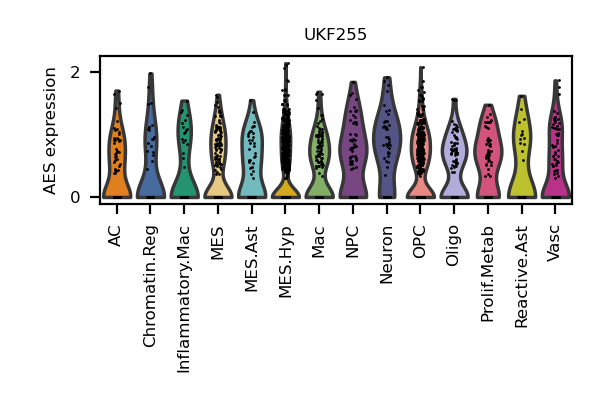 UKF255
AES expression
2
0
AC
Chromatin.Reg
Inflammatory.Mac
MES
MES.Ast
MES.Hyp
Mac
NPC
Neuron
OPC
Oligo
Prolif.Metab
Reactive.Ast
Vasc